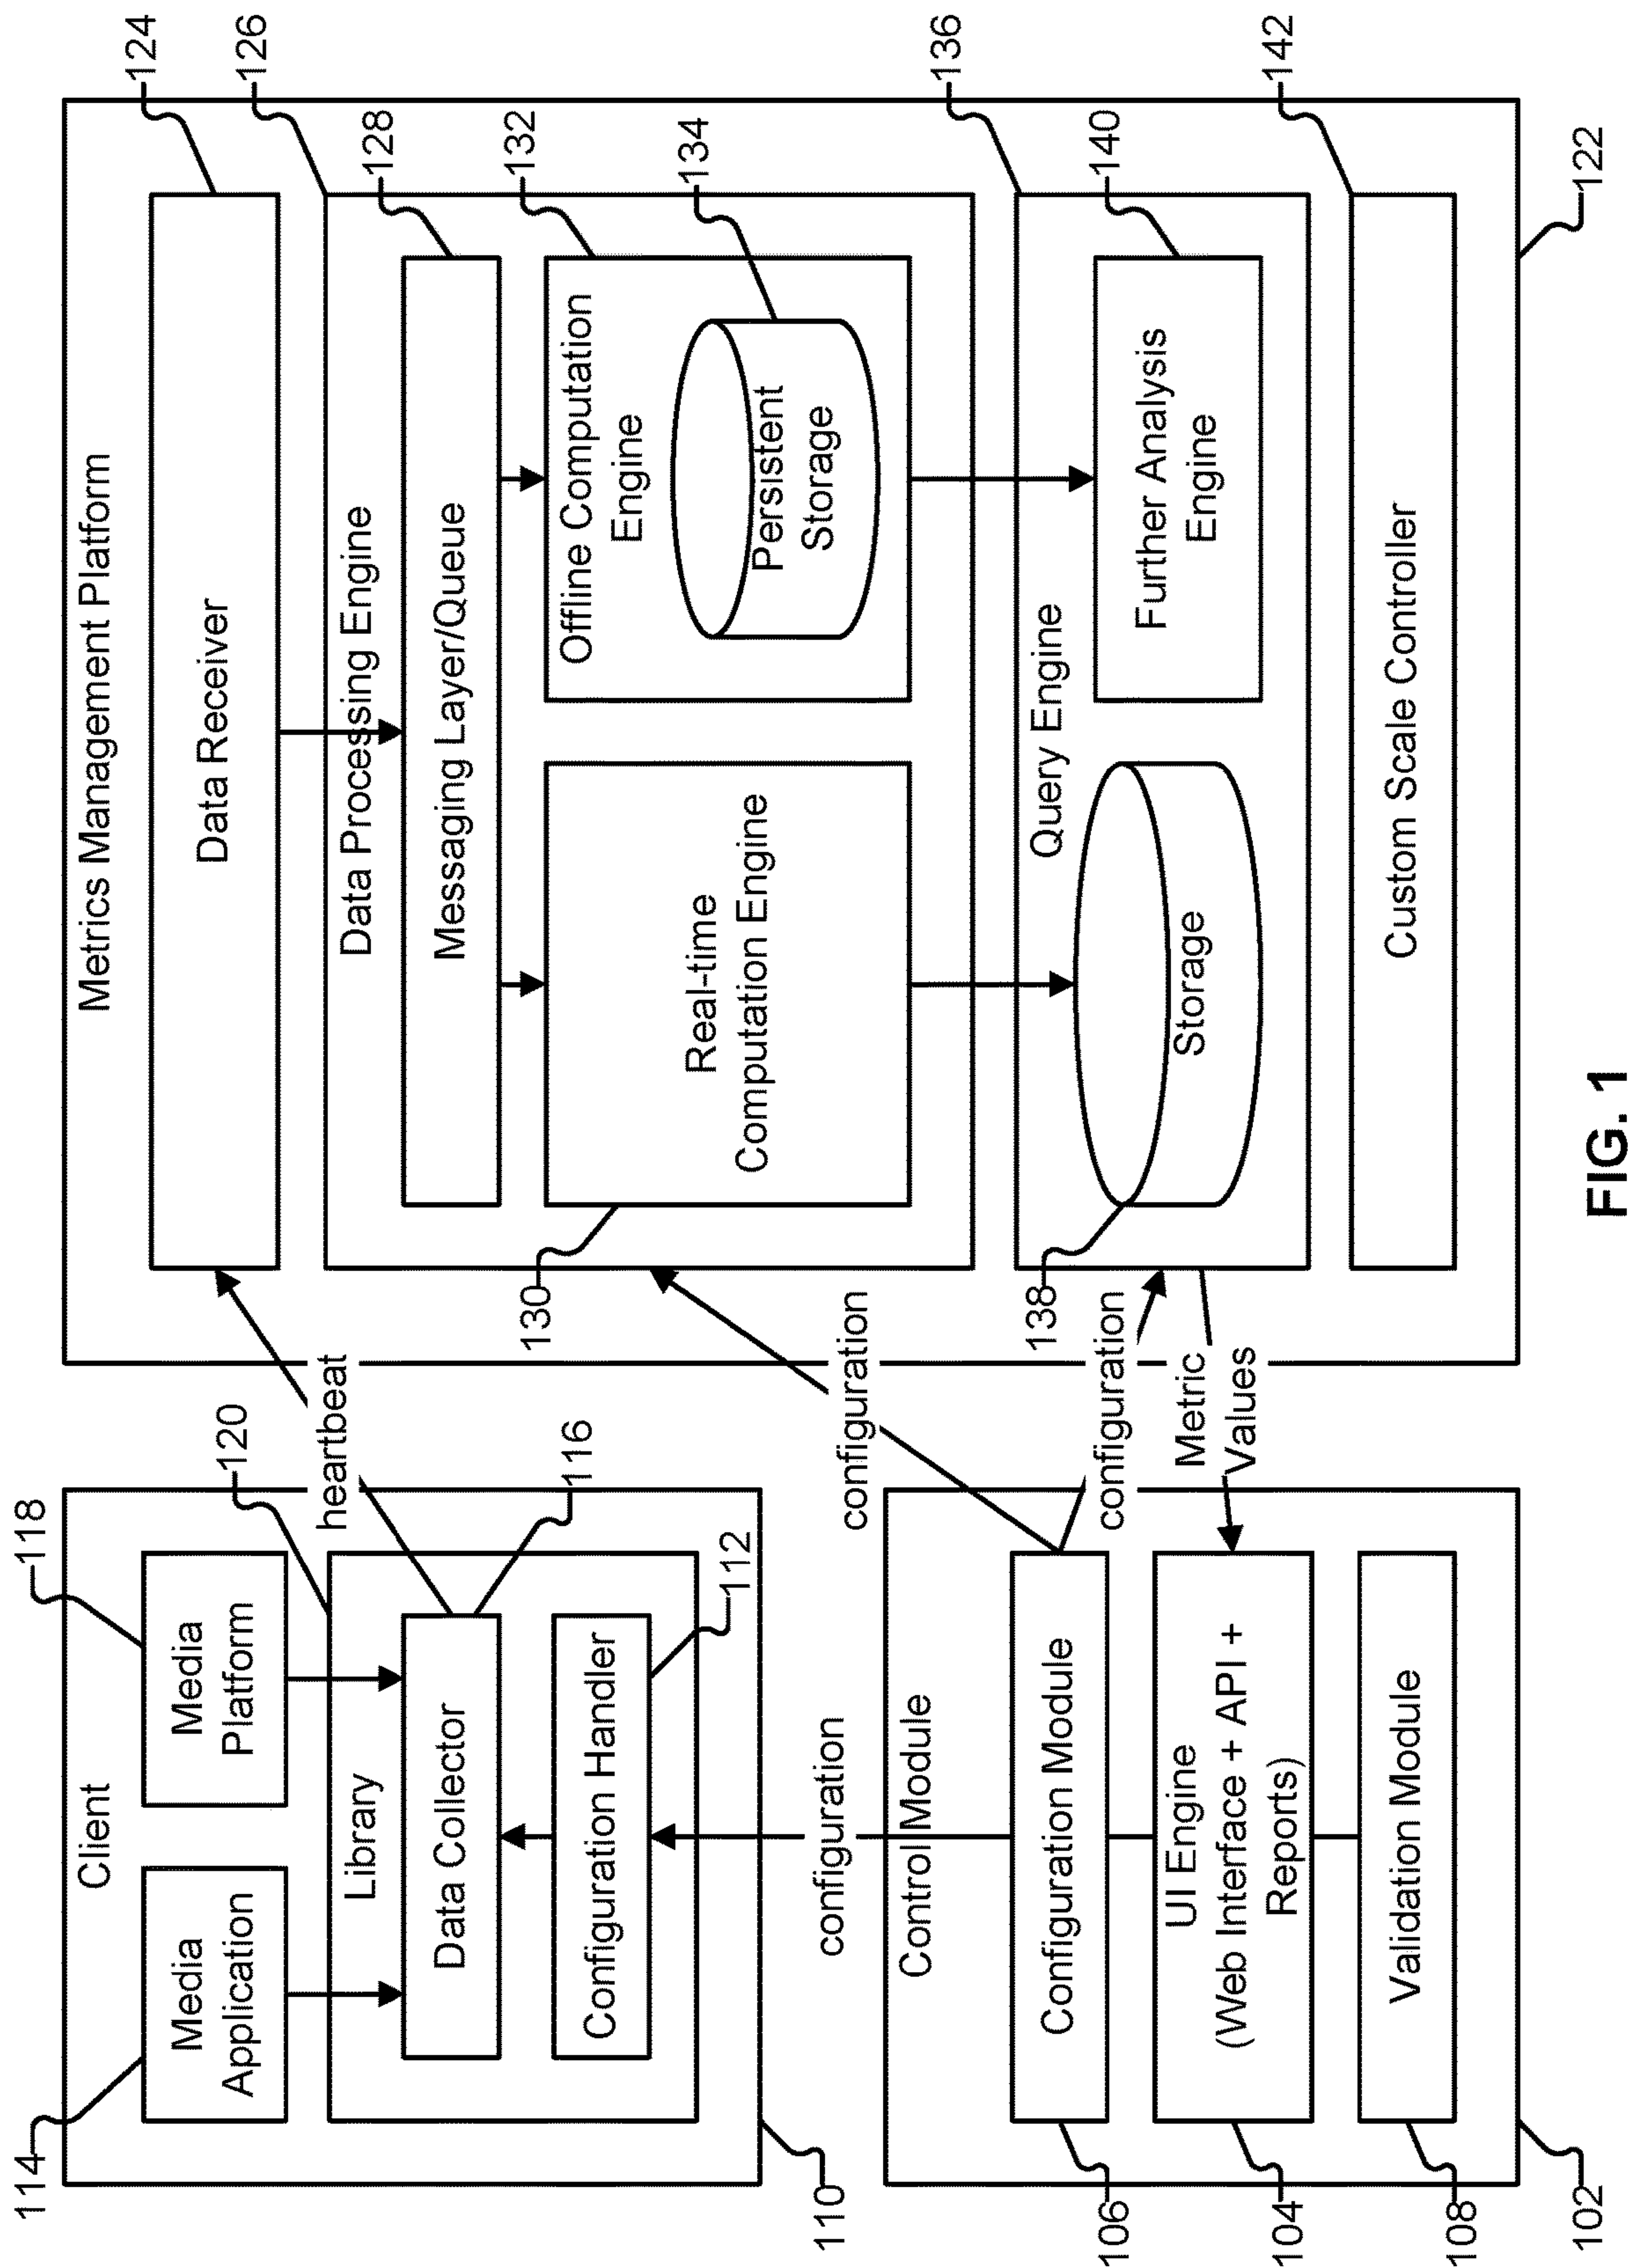 118
114
Client
Media
Application
Media
Platform
120
Library
Data Collector
116
Configuration Handler
112
110
heartbeat
configuration
Control Module
Configuration Module
106
UI Engine
(Web Interface + API +
Reports)
104
Validation Module
108
102
configuration
configuration
Metric
Values
Metrics Management Platform
124
Data Receiver
126
Data Processing Engine
128
Messaging Layer/Queue
130
Real-time
Computation Engine
132
Offline Computation
Engine
134
Persistent
Storage
136
Query Engine
138
Storage
140
Further Analysis
Engine
142
Custom Scale Controller
122
FIG. 1